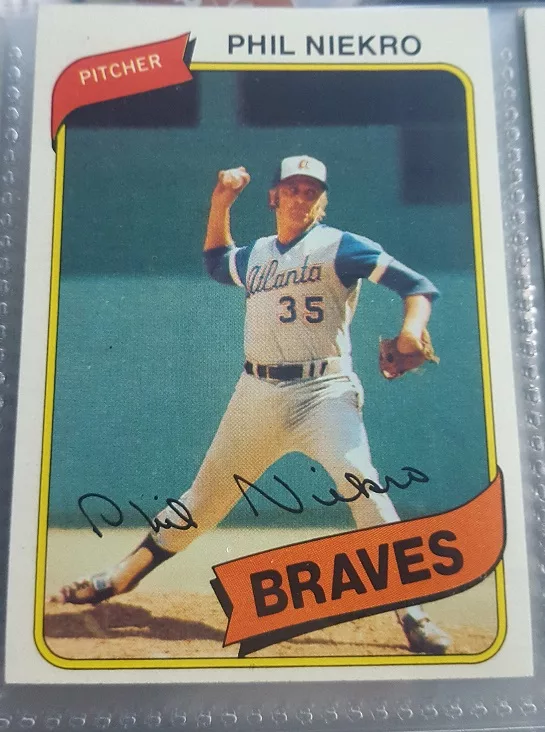 PITCHER
PHIL NIEKRO
Atlanta
35
Phil Niekro
BRAVES